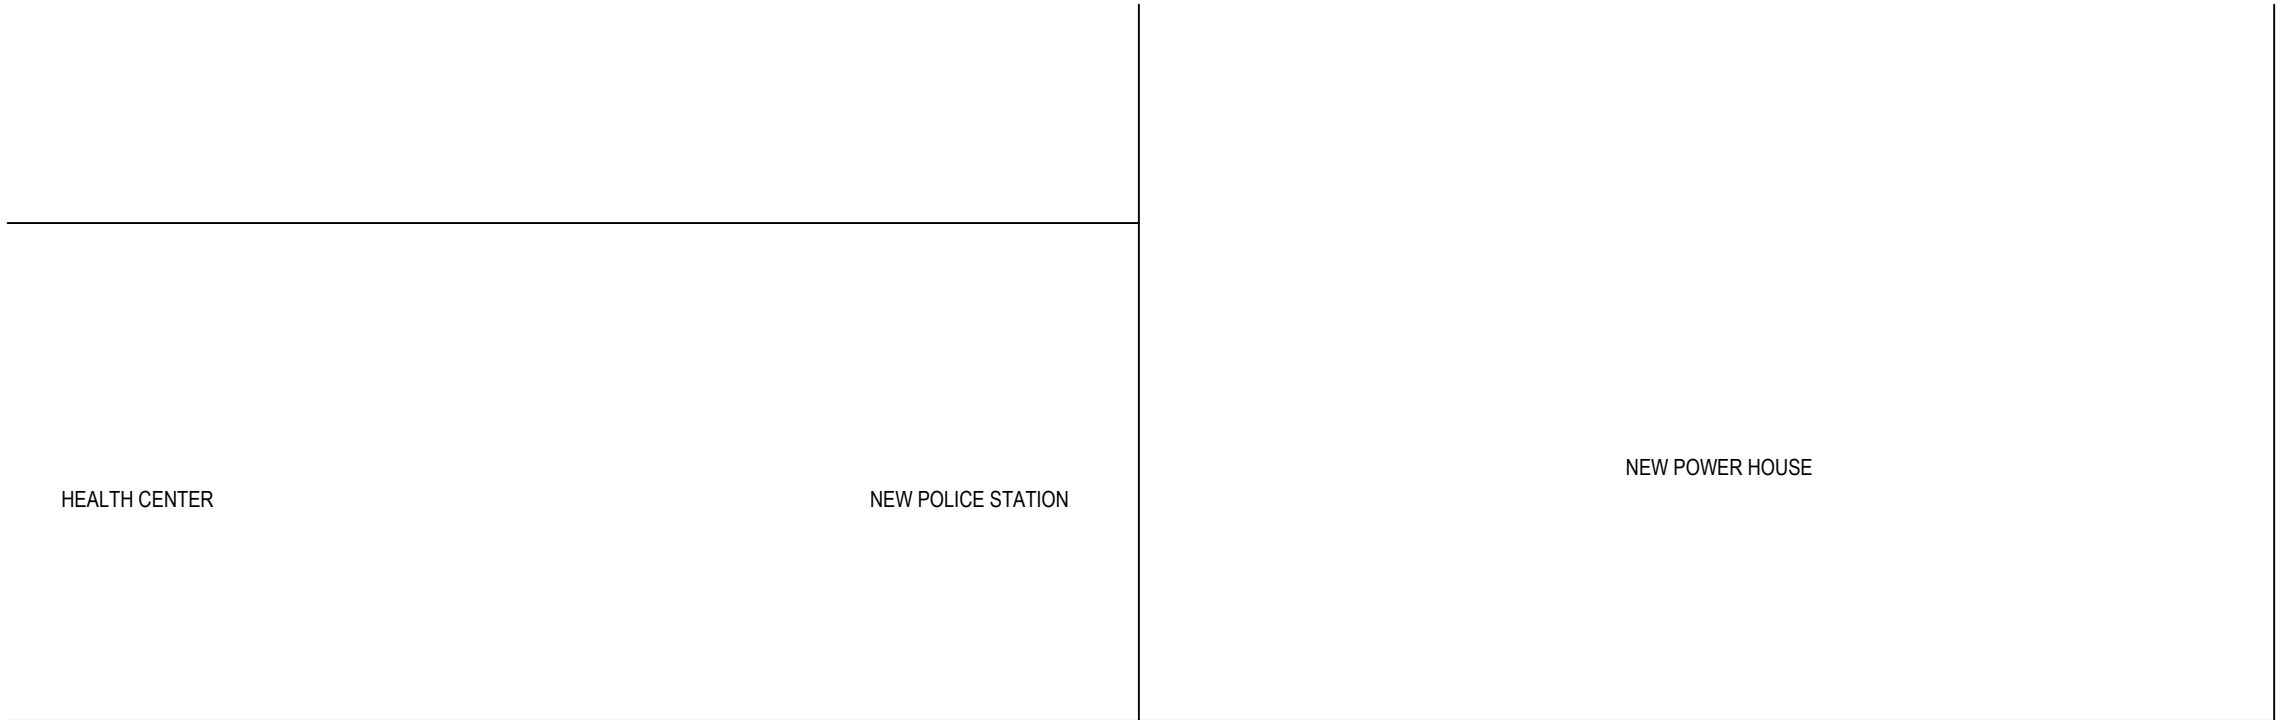 HEALTH CENTER
NEW POLICE STATION
NEW POWER HOUSE